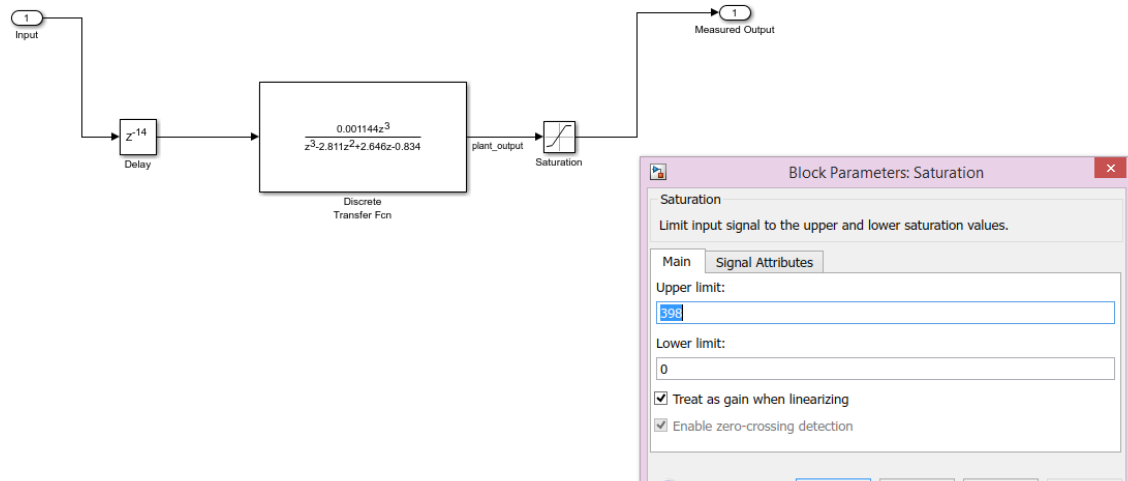 1
Input
z-14
Delay
0.001144z3
z3-2.811z2+2.646z-0.834
Discrete
Transfer Fcn
plant_output
Saturation
1
Measured Output
Block Parameters: Saturation
Saturation
Limit input signal to the upper and lower saturation values.
Main
Signal Attributes
Upper limit:
398
Lower limit:
0
Treat as gain when linearizing
Enable zero-crossing detection